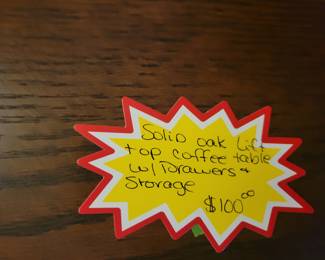 Solid oak Lift
top coffee table
w/ Drawers +
Storage
$100⁰⁰